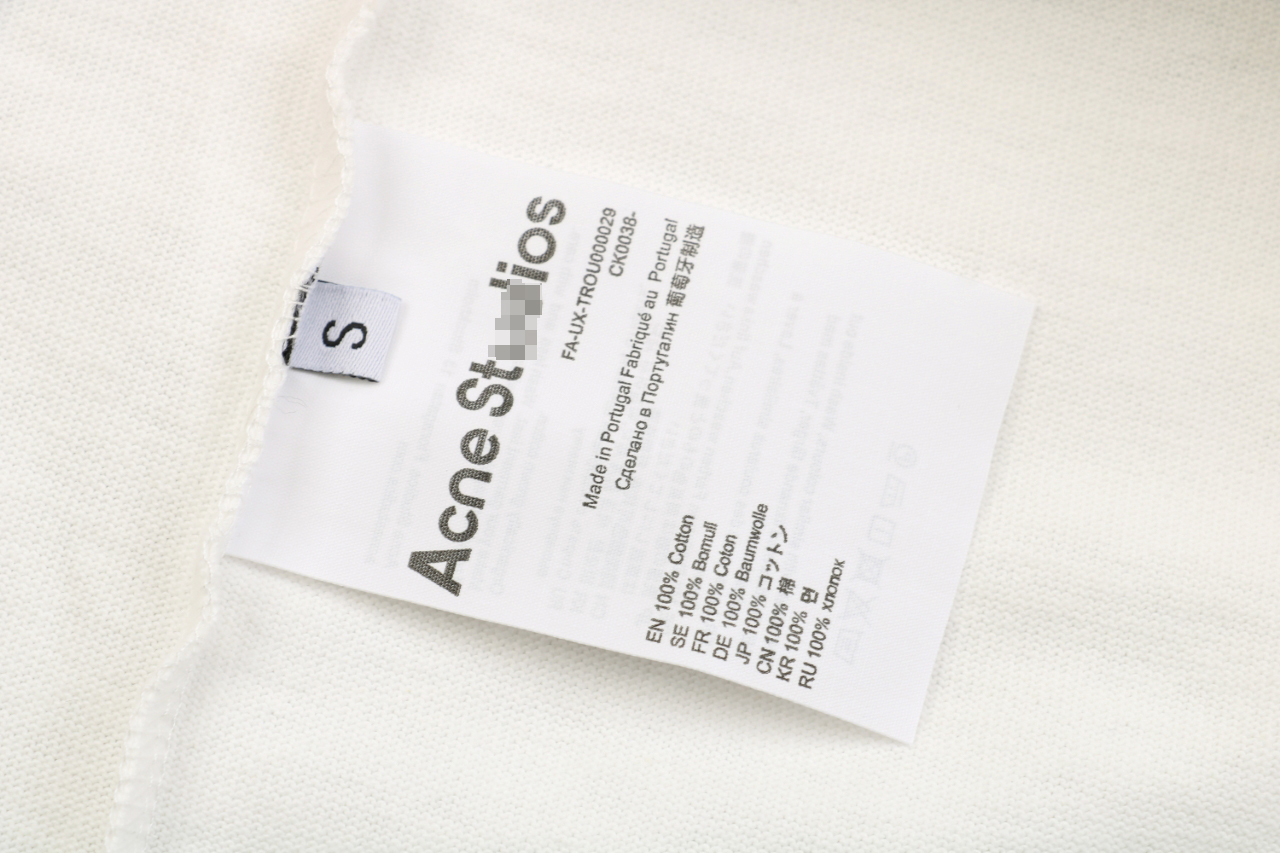 S
Acne St ios
FA-UX-TROU000029
CK0038-
Made in Portugal Fabriqué au Portugal
Сделано в Португалии 葡萄牙制造
EN 100% Cotton
SE 100% Bomull
FR 100% Coton
DE 100% Baumwolle
JP 100% コットン
CN 100% 棉
KR 100% 면
RU 100% хлопок